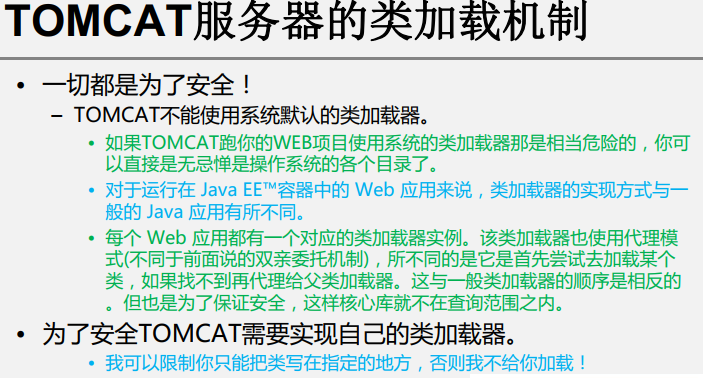 TOMCAT服务器的类加载机制
• 一切都是为了安全！
– TOMCAT不能使用系统默认的类加载器。
• 如果TOMCAT跑你的WEB项目使用系统的类加载器那是相当危险的，你可
以直接是无忌惮是操作系统的各个目录了。
• 对于运行在 Java EE™容器中的 Web 应用来说，类加载器的实现方式与一
般的 Java 应用有所不同。
• 每个 Web 应用都有一个对应的类加载器实例。该类加载器也使用代理模
式(不同于前面说的双亲委托机制)，所不同的是它是首先尝试去加载某个
类，如果找不到再代理给父类加载器。这与一般类加载器的顺序是相反的
。但也是为了保证安全，这样核心库就不在查询范围之内。
• 为了安全TOMCAT需要实现自己的类加载器。
• 我可以限制你只能把类写在指定的地方，否则我不给你加载！